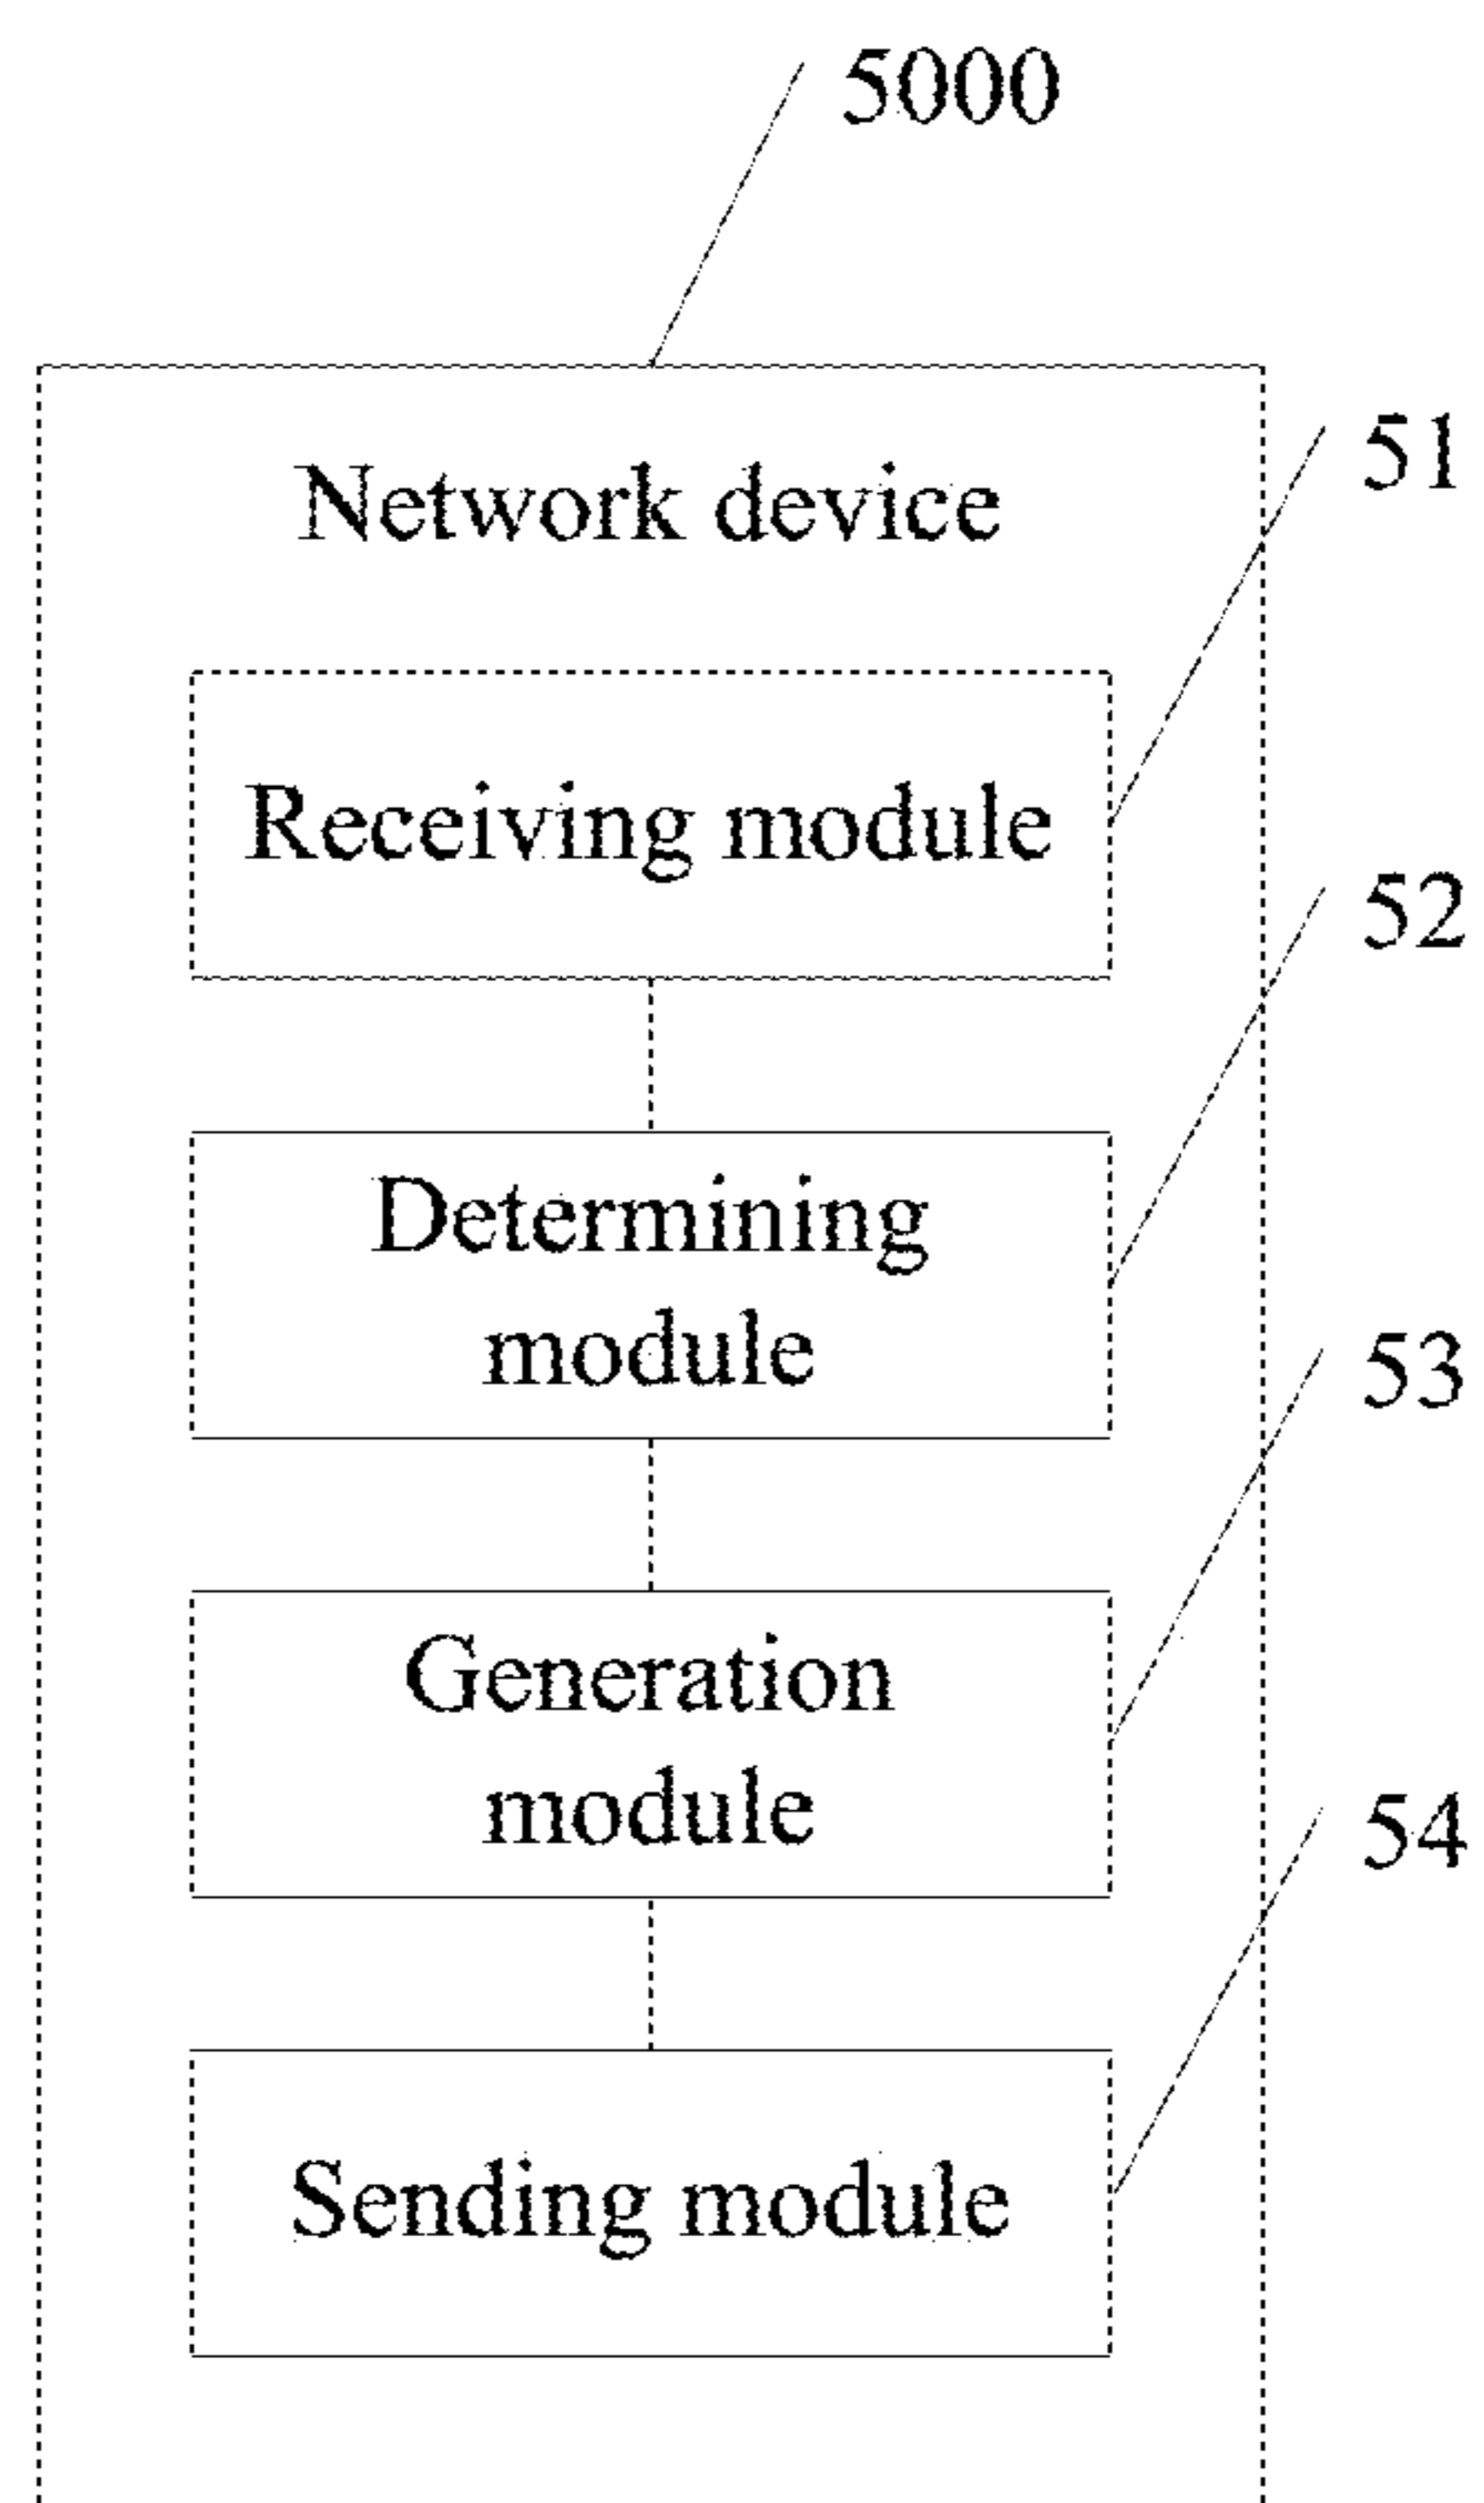 5000
Network device
51
Receiving module
52
Determining
module
53
Generation
module
54
Sending module